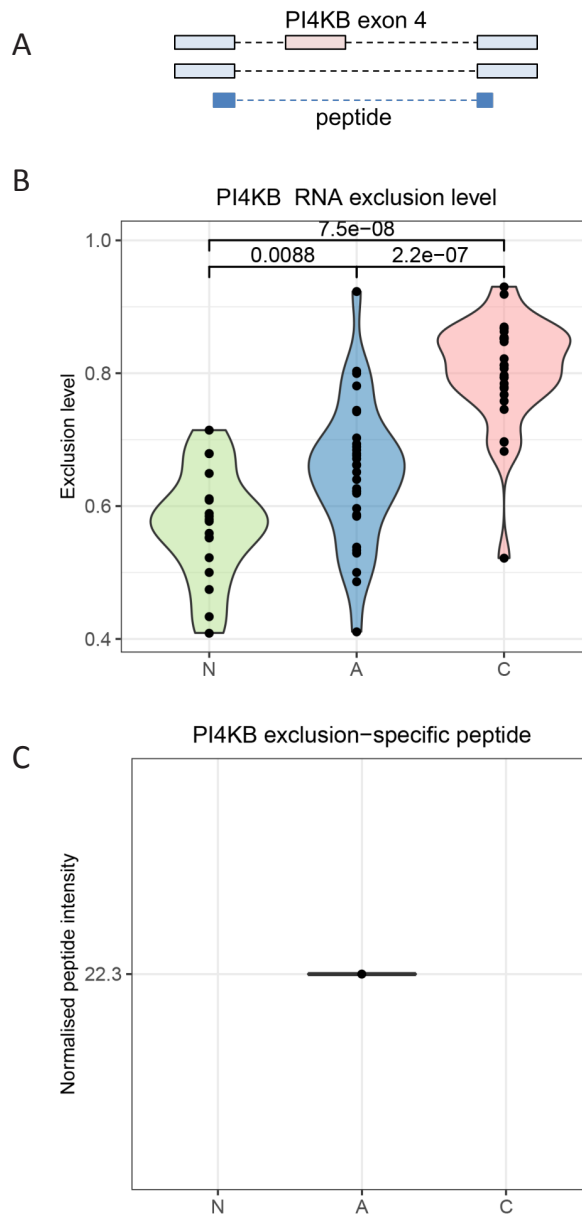 A
PI4KB exon 4
peptide
B
PI4KB RNA exclusion level
7.5e−08
0.0088
2.2e−07
1.0
0.8
0.6
0.4
Exclusion level
N A C
C
PI4KB exclusion−specific peptide
Normalised peptide intensity
22.3
N A C